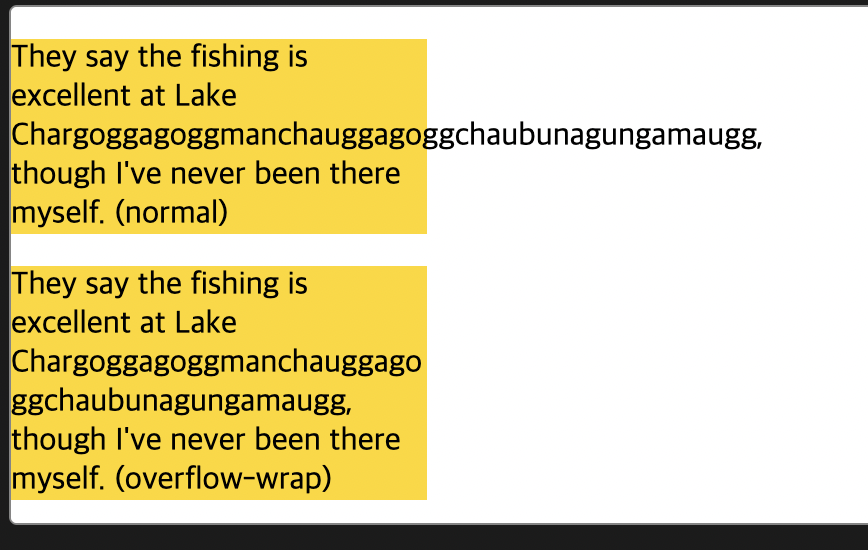 They say the fishing is
excellent at Lake
Chargoggagoggmanchauggagoggchaubunagungamaugg,
though I've never been there
myself. (normal)
They say the fishing is
excellent at Lake
Chargoggagoggmanchauggago
ggchaubunagungamaugg,
though I've never been there
myself. (overflow-wrap)